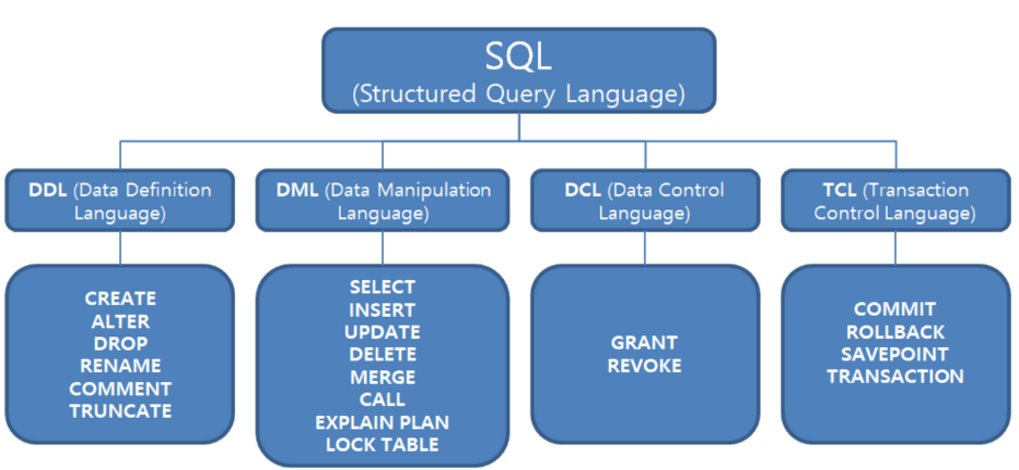 SQL
(Structured Query Language)
DDL (Data Definition
Language)
DML (Data Manipulation
Language)
DCL (Data Control
Language)
TCL (Transaction
Control Language)
CREATE
ALTER
DROP
RENAME
COMMENT
TRUNCATE
SELECT
INSERT
UPDATE
DELETE
MERGE
CALL
EXPLAIN PLAN
LOCK TABLE
GRANT
REVOKE
COMMIT
ROLLBACK
SAVEPOINT
TRANSACTION